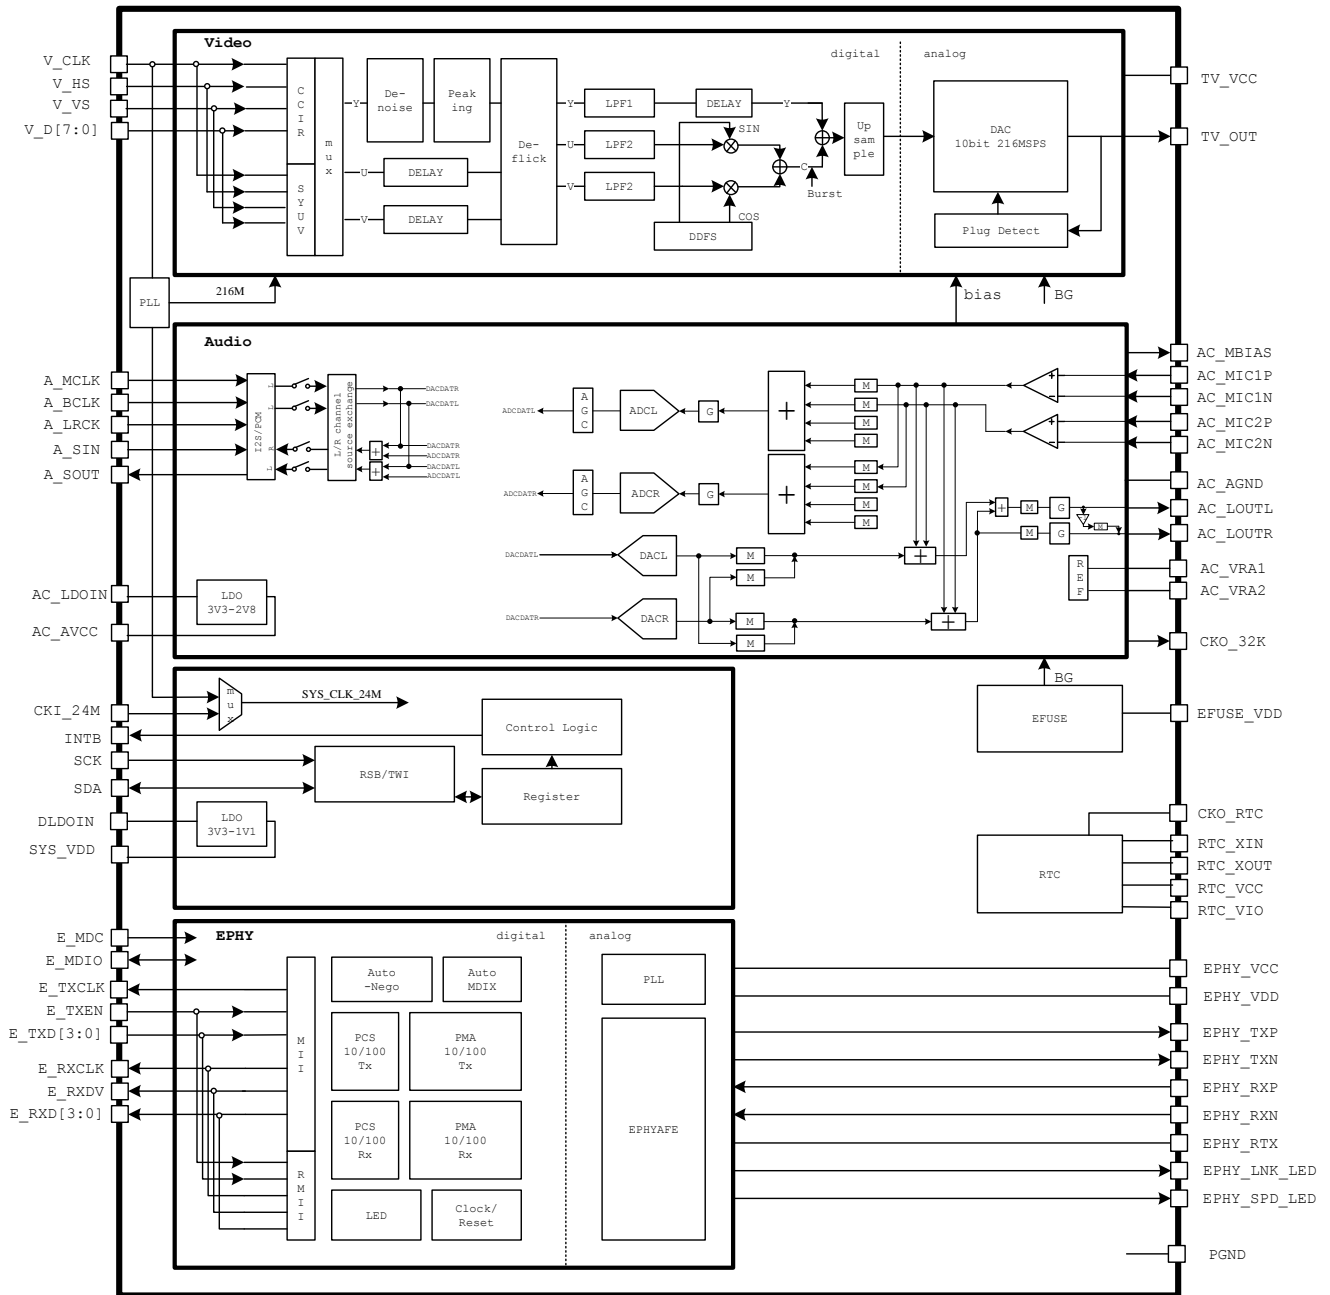 Video
digital
analog
V_CLK
V_HS
V_VS
V_D[7:0]
CCIR
SYUV
mux
Y
De-
noise
Peak
ing
U
DELAY
V
DELAY
De-
flick
Y
LPF1
DELAY
Y
U
LPF2
SIN
V
LPF2
C
Burst
COS
DDFS
Up
sam
ple
DAC
10bit 216MSPS
Plug Detect
TV_VCC
TV_OUT
PLL
216M
bias
BG
Audio
A_MCLK
A_BCLK
A_LRCK
A_SIN
A_SOUT
I2S/PCM
R
L
L/R channel
source exchange
DACDATR
DACDATL
DACDATR
ADCDATR
DACDATL
ADCDATL
+
+
ADCDATL
AGC
ADCL
G
+
M
M
M
M
ADCDATR
AGC
ADCR
G
+
M
M
M
M
DACDATL
DACL
M
M
+
DACDATR
DACR
M
M
+
+
M
G
M
M
G
REF
AC_MBIAS
AC_MIC1P
AC_MIC1N
AC_MIC2P
AC_MIC2N
AC_AGND
AC_LOUTL
AC_LOUTR
AC_VRA1
AC_VRA2
CKO_32K
AC_LDOIN
AC_AVCC
LDO
3V3-2V8
BG
EFUSE
EFUSE_VDD
CKI_24M
INTB
SCK
SDA
DLDOIN
SYS_VDD
mux
SYS_CLK_24M
Control Logic
RSB/TWI
Register
LDO
3V3-1V1
RTC
CKO_RTC
RTC_XIN
RTC_XOUT
RTC_VCC
RTC_VIO
EPHY
digital
analog
E_MDC
E_MDIO
E_TXCLK
E_TXEN
E_TXD[3:0]
E_RXCLK
E_RXDV
E_RXD[3:0]
MII
RMII
Auto
-Nego
Auto
MDIX
PCS
10/100
Tx
PMA
10/100
Tx
PCS
10/100
Rx
PMA
10/100
Rx
LED
Clock/
Reset
PLL
EPHYAFE
EPHY_VCC
EPHY_VDD
EPHY_TXP
EPHY_TXN
EPHY_RXP
EPHY_RXN
EPHY_RTX
EPHY_LNK_LED
EPHY_SPD_LED
PGND